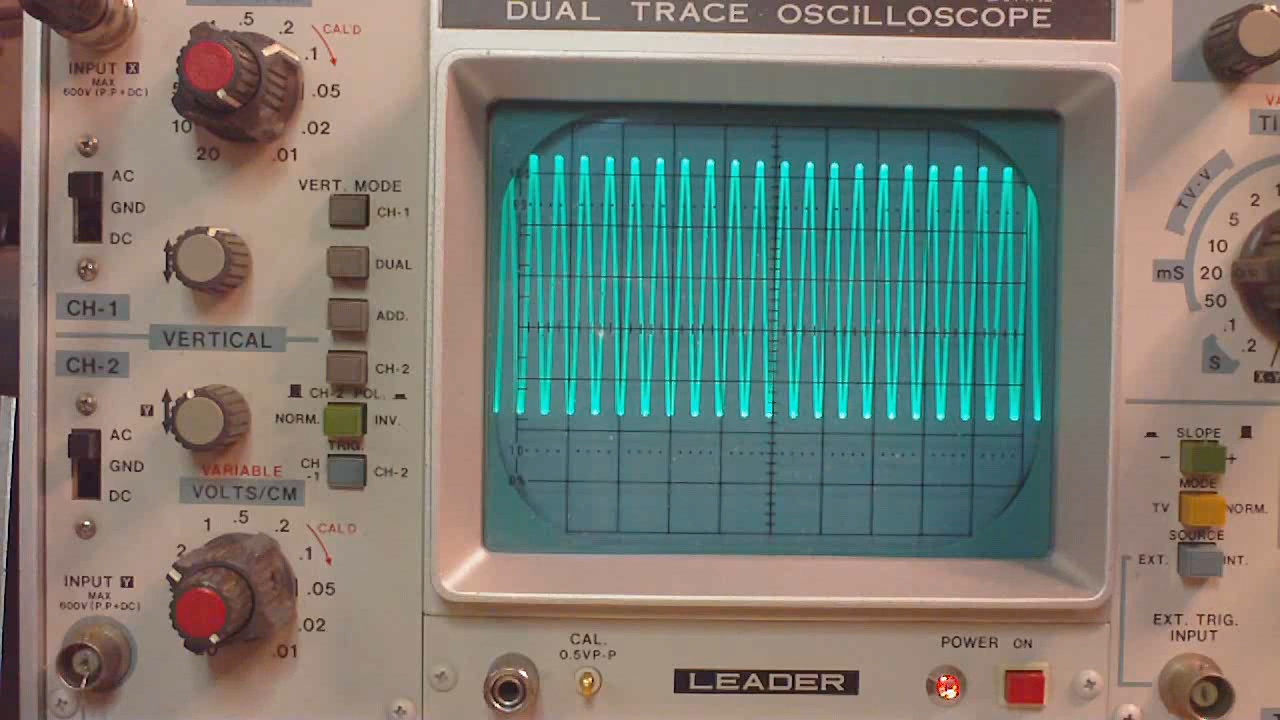 DUAL TRACE OSCILLOSCOPE
.5
.2
CAL'D
.1
.05
.02
.01
20
10
INPUT X
MAX
600V (P.P+DC)
AC
GND
DC
VERT. MODE
CH-1
DUAL
ADD.
CH-2
CH-1
VERTICAL
CH-2
CH-2 POL.
NORM.
INV.
TRIG.
CH
-1
CH-2
Y
AC
GND
DC
VARIABLE
VOLTS/CM
2
1
.5
.2
CAL'D
.1
.05
.02
.01
INPUT Y
MAX
600V (P.P+DC)
10
CAL.
0.5VP-P
LEADER
POWER ON
TV-V
2
5
10
mS
20
50
.1
.2
S
X-Y
SLOPE
-
+
MODE
TV
NORM.
SOURCE
EXT.
INT.
EXT. TRIG.
INPUT